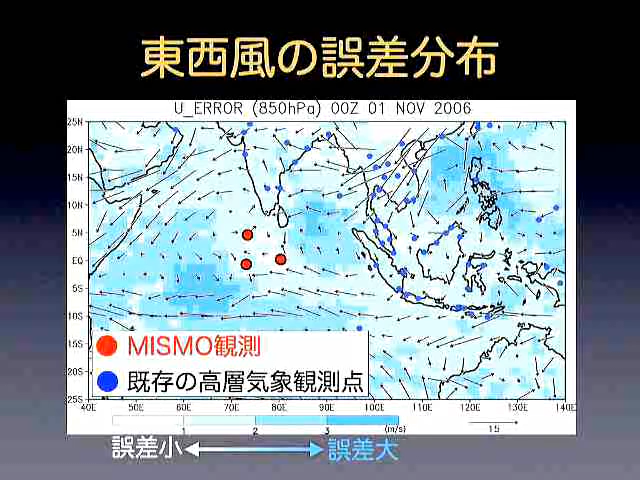 東西風の誤差分布
U_ERROR (850hPa) 00Z 01 NOV 2006
25N
20N
15N
10N
5N
EQ
5S
10S
15S
20S
25S
MISMO観測
既存の高層気象観測点
40E 50E 60E 70E 80E 90E 100E 110E 120E 130E 140E
1 2 3 (m/s) 15
誤差小 誤差大